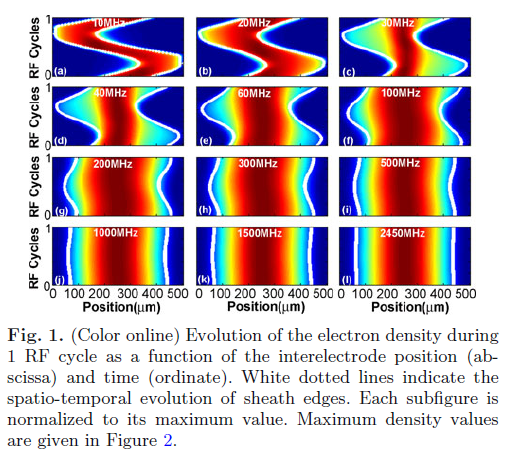 1
10MHz
20MHz
30MHz
RF Cycles
0
(a)
(b)
(c)
1
40MHz
60MHz
100MHz
RF Cycles
0
(d)
(e)
(f)
1
200MHz
300MHz
500MHz
RF Cycles
0
(g)
(h)
(i)
1
1000MHz
1500MHz
2450MHz
RF Cycles
0
(j)
(k)
(l)
0 100 200 300 400 500
0 100 200 300 400 500
0 100 200 300 400 500
Position(μm)
Position(μm)
Position(μm)
Fig. 1. (Color online) Evolution of the electron density during
1 RF cycle as a function of the interelectrode position (ab-
scissa) and time (ordinate). White dotted lines indicate the
spatio-temporal evolution of sheath edges. Each subfigure is
normalized to its maximum value. Maximum density values
are given in Figure 2.